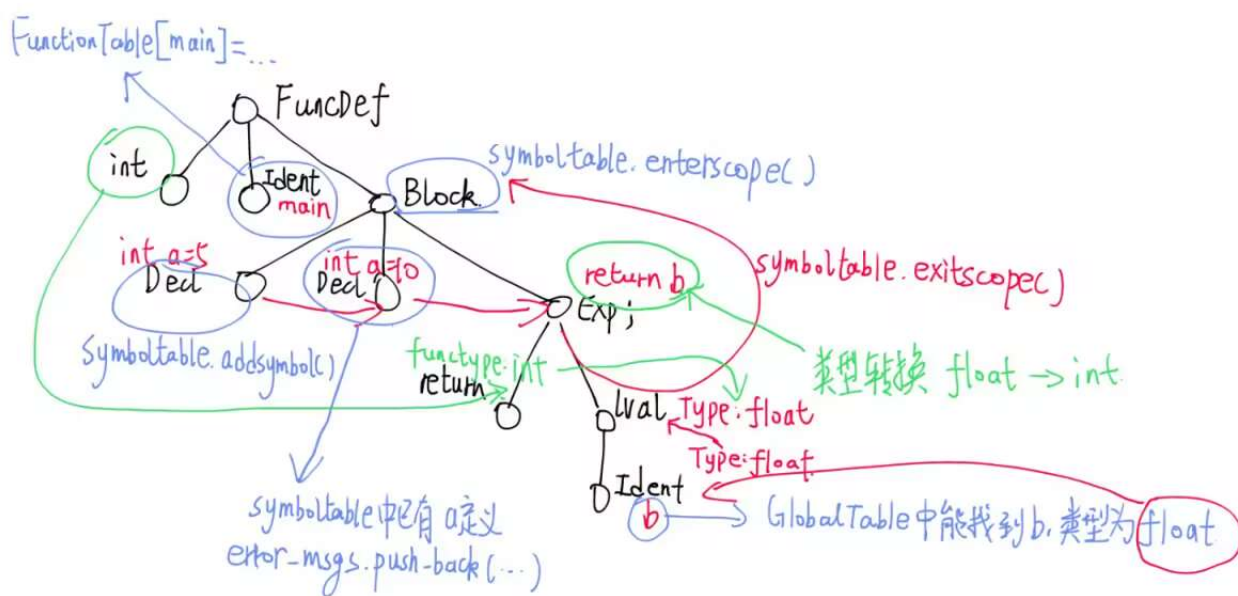 FunctionTable[main]=...
FuncDef
int
Ident
main
Block
symboltable.enterscope()
int a=5
Decl
int a=10
Decl
return b
symboltable.exitscope()
Exp;
symboltable.addsymbol()
functype:int
return
类型转换 float → int
lval
Type:float
Type:float
Ident
b
GlobalTable中能找到b,类型为float
symboltable中已有a定义
error_msgs.push-back(...)